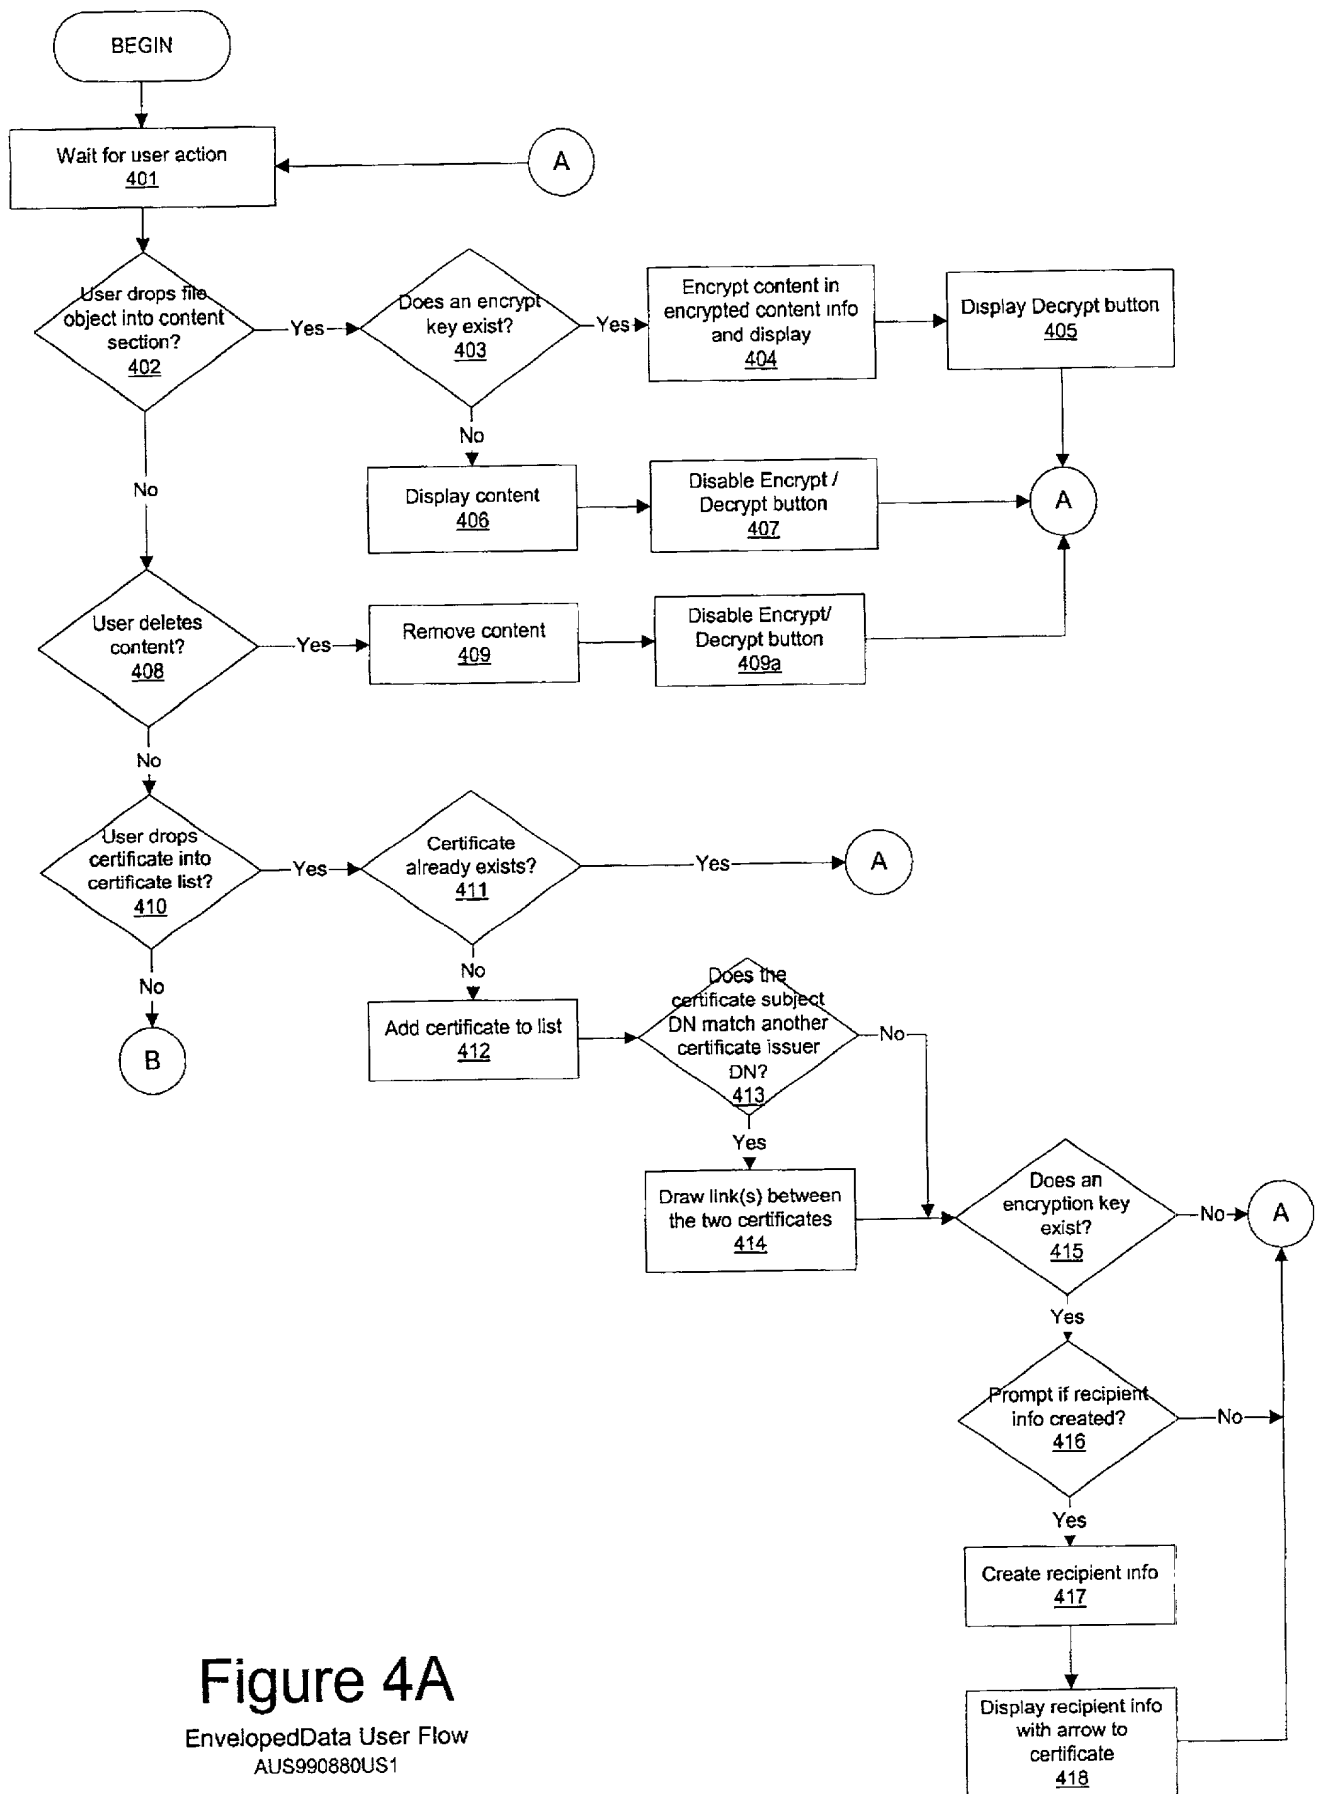 BEGIN
Wait for user action
401
A
User drops file
object into content
section?
402
Yes
Does an encrypt
key exist?
403
Yes
Encrypt content in
encrypted content info
and display
404
Display Decrypt button
405
No
No
Display content
406
Disable Encrypt /
Decrypt button
407
A
User deletes
content?
408
Yes
Remove content
409
Disable Encrypt/
Decrypt button
409a
No
User drops
certificate into
certificate list?
410
Yes
Certificate
already exists?
411
Yes
A
No
B
No
Add certificate to list
412
Does the
certificate subject
DN match another
certificate issuer
DN?
413
No
Yes
Draw link(s) between
the two certificates
414
Does an
encryption key
exist?
415
No
A
Yes
Prompt if recipient
info created?
416
No
Yes
Create recipient info
417
Display recipient info
with arrow to
certificate
418
Figure 4A
EnvelopedData User Flow
AUS990880US1